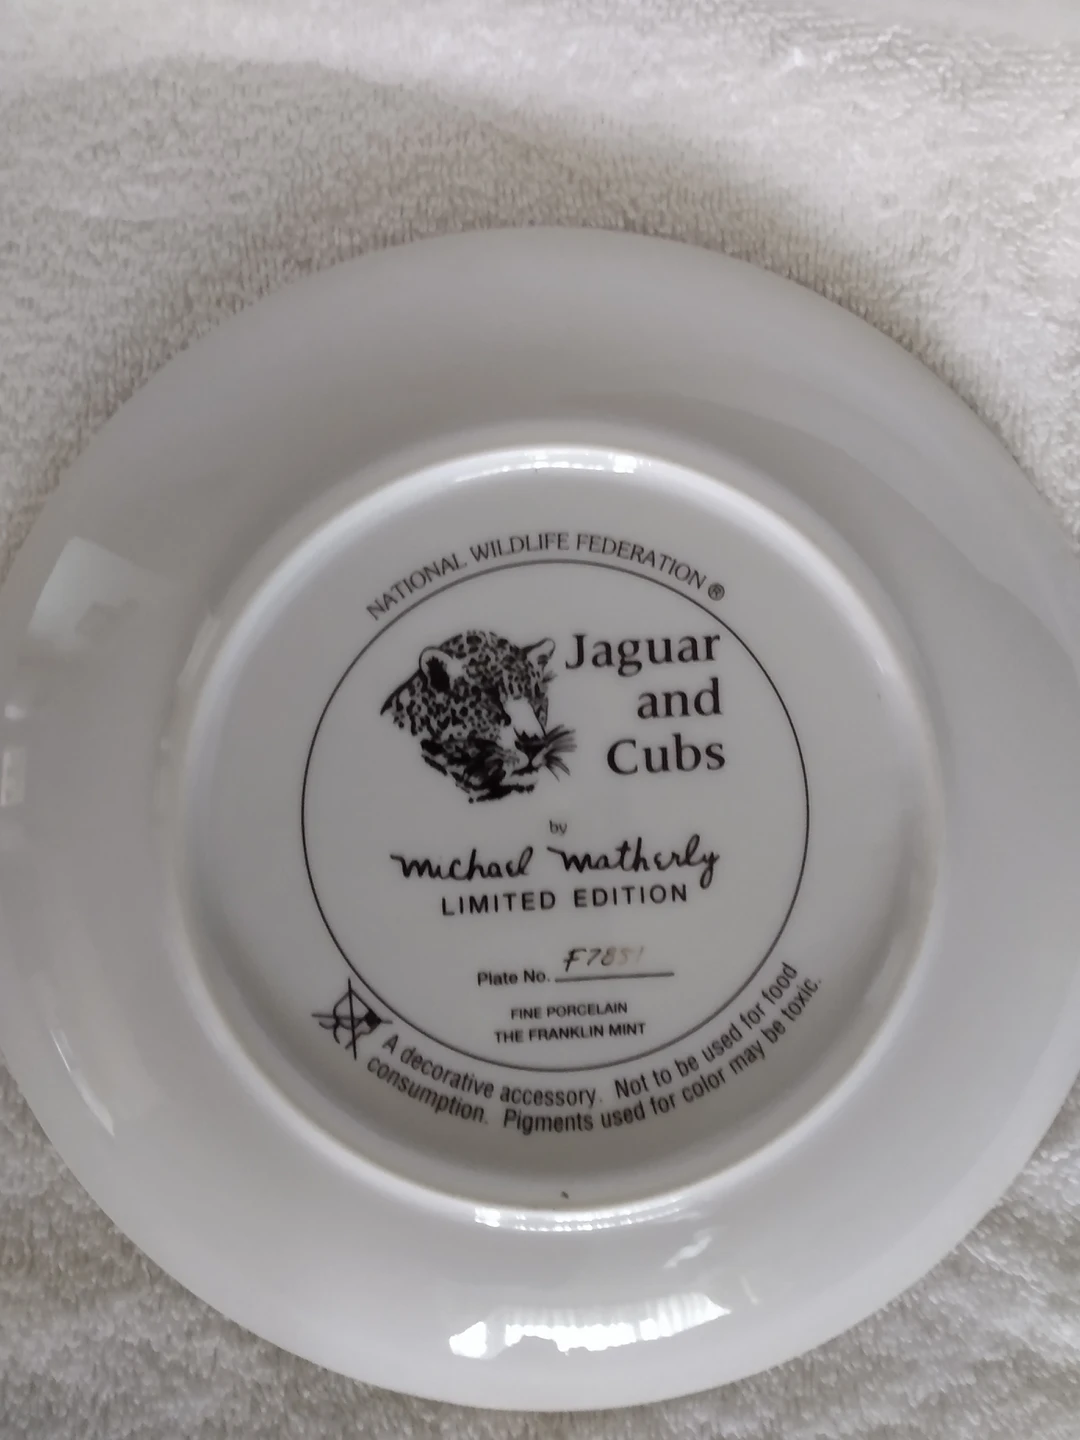 NATIONAL WILDLIFE FEDERATION ®
Jaguar
and
Cubs
by
Michael Matherly
LIMITED EDITION
Plate No. F7851
FINE PORCELAIN
THE FRANKLIN MINT
A decorative accessory. Not to be used for food
consumption. Pigments used for color may be toxic.